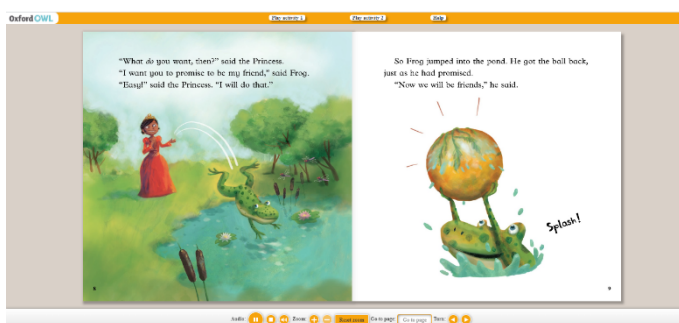 Oxford OWL
Play activity 1
Play activity 2
Help
“What do you want, then?” said the Princess.
“I want you to promise to be my friend,” said Frog.
“Easy!” said the Princess. “I will do that.”
So Frog jumped into the pond. He got the ball back,
just as he had promised.
“Now we will be friends,” he said.
Splash!
8
9
Audio: Zoom: Reset zoom Go to page: Go to page Turn: